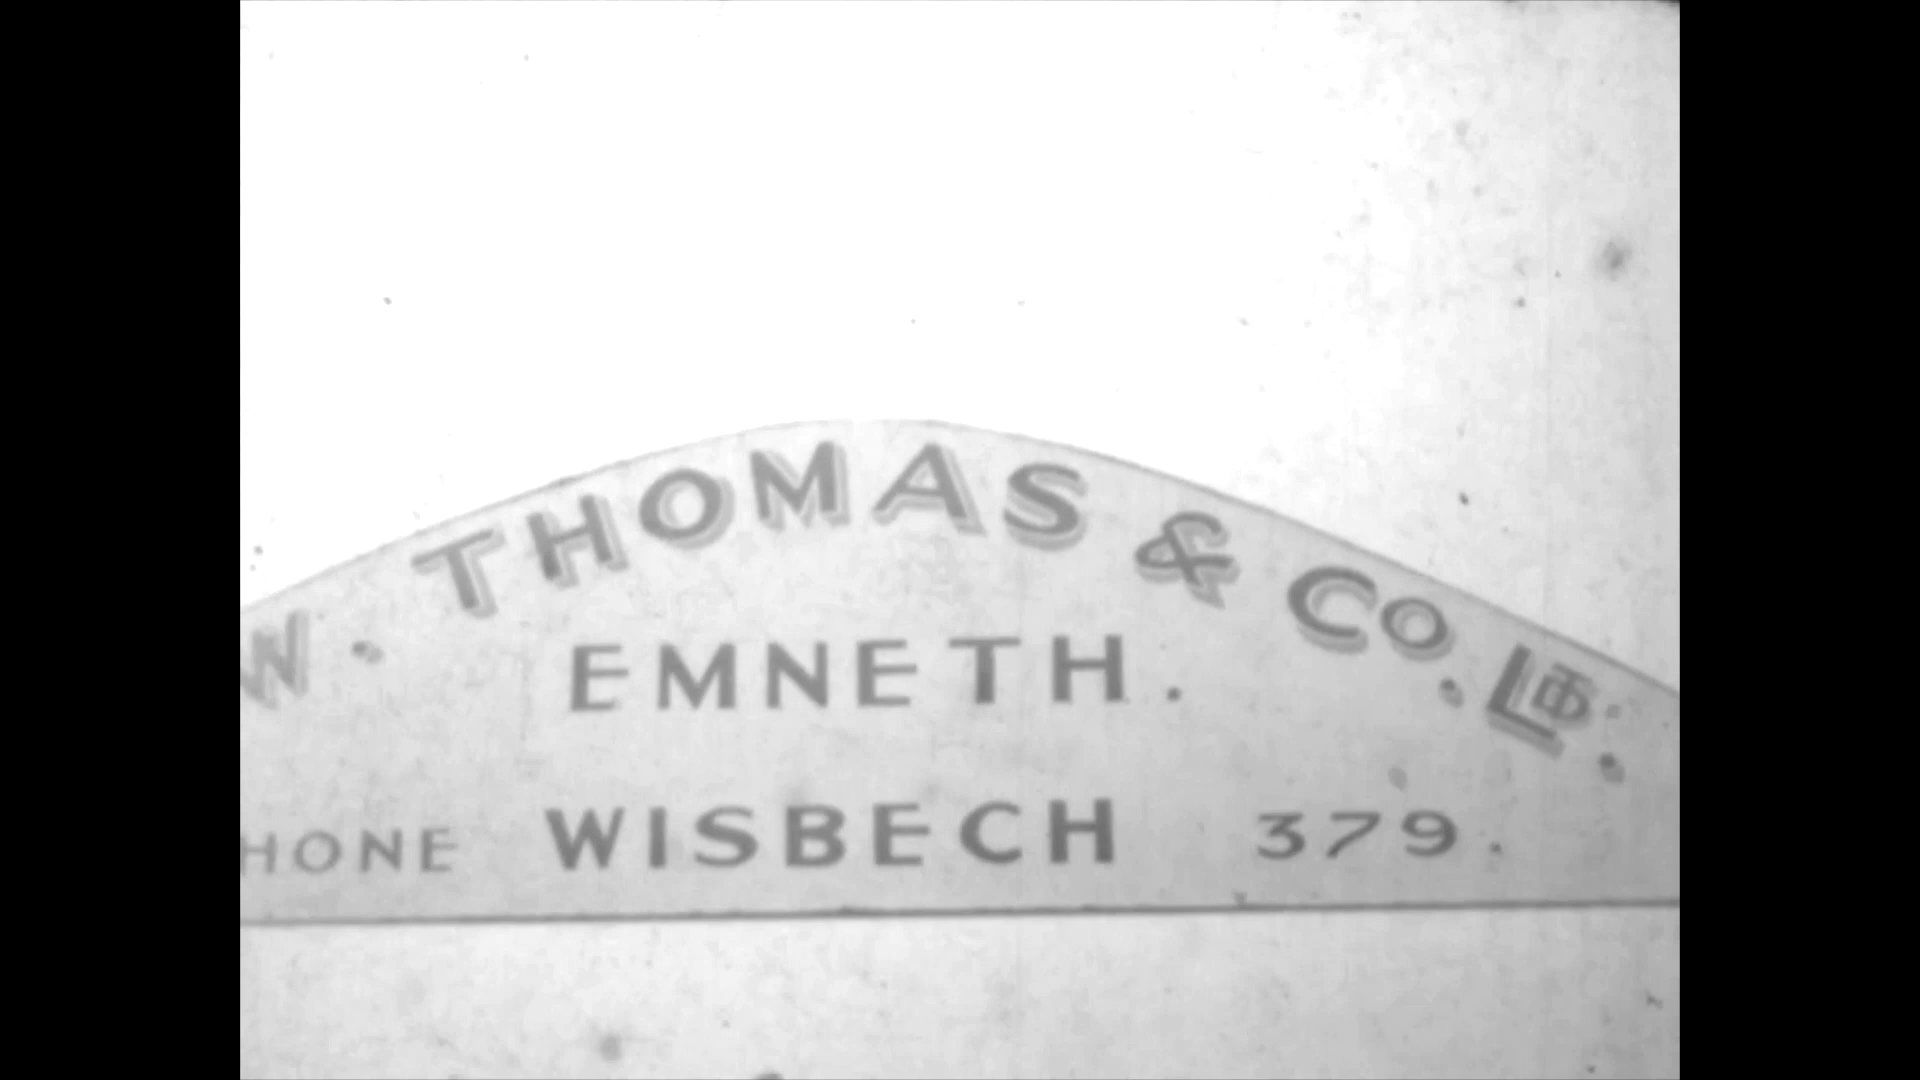 W. THOMAS & CO. LTD.
EMNETH.
HONE WISBECH 379.